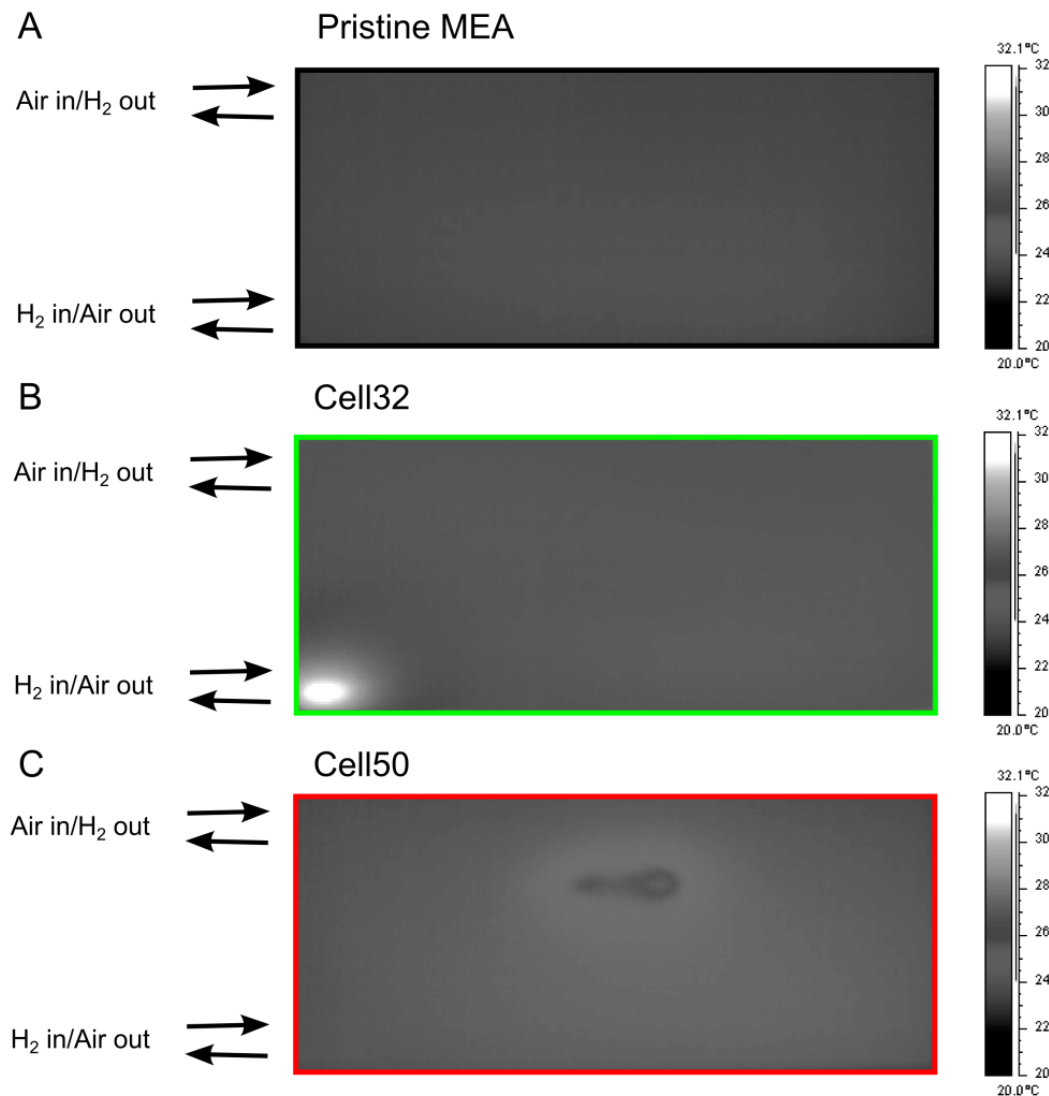 A
Pristine MEA
Air in/H₂ out
H₂ in/Air out
32.1°C
32
30
28
26
24
22
20
20.0°C
B
Cell32
Air in/H₂ out
H₂ in/Air out
32.1°C
32
30
28
26
24
22
20
20.0°C
C
Cell50
Air in/H₂ out
H₂ in/Air out
32.1°C
32
30
28
26
24
22
20
20.0°C